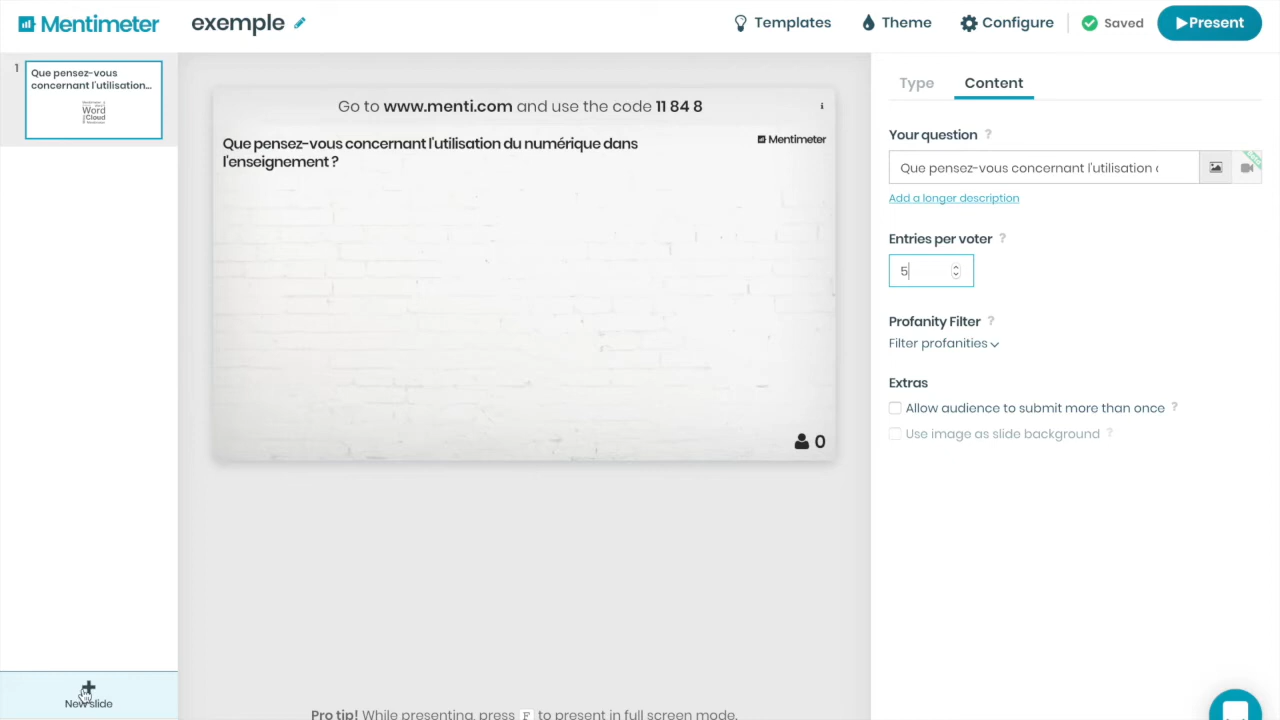 Mentimeter
exemple
Templates
Theme
Configure
Saved
Present
1
Que pensez-vous
concernant l'utilisation...
Word
Cloud
Go to www.menti.com and use the code 11 84 8
i
Que pensez-vous concernant l'utilisation du numérique dans
l'enseignement ?
Mentimeter
0
Pro tip! While presenting, press F to present in full screen mode.
New slide
Type
Content
Your question ?
Que pensez-vous concernant l'utilisation
Add a longer description
Entries per voter ?
5
Profanity Filter ?
Filter profanities
Extras
Allow audience to submit more than once ?
Use image as slide background ?